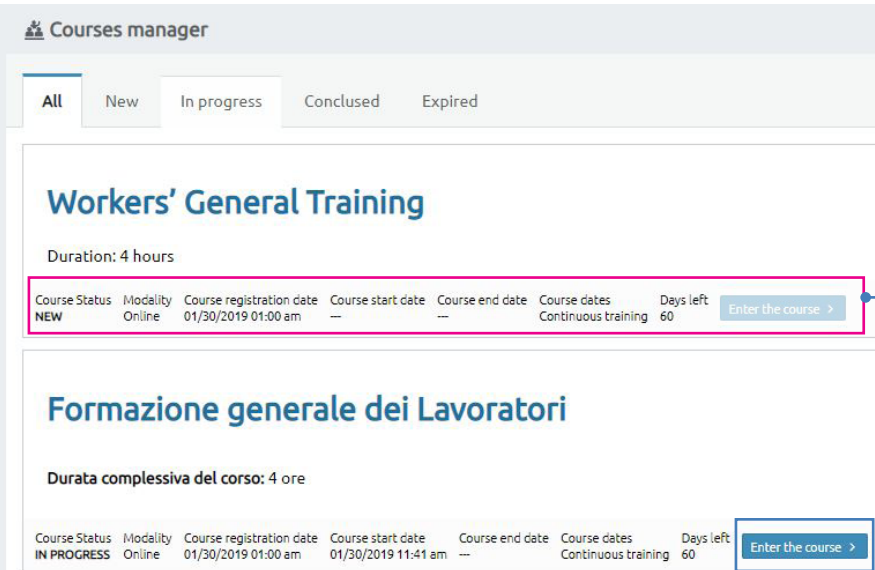 Courses manager
All New In progress Conclused Expired
Workers' General Training
Duration: 4 hours
Course Status Modality Course registration date Course start date Course end date Course dates Days left
NEW Online 01/30/2019 01:00 am --- --- Continuous training 60 Enter the course >
Formazione generale dei Lavoratori
Durata complessiva del corso: 4 ore
Course Status Modality Course registration date Course start date Course end date Course dates Days left
IN PROGRESS Online 01/30/2019 01:00 am 01/30/2019 11:41 am --- Continuous training 60 Enter the course >